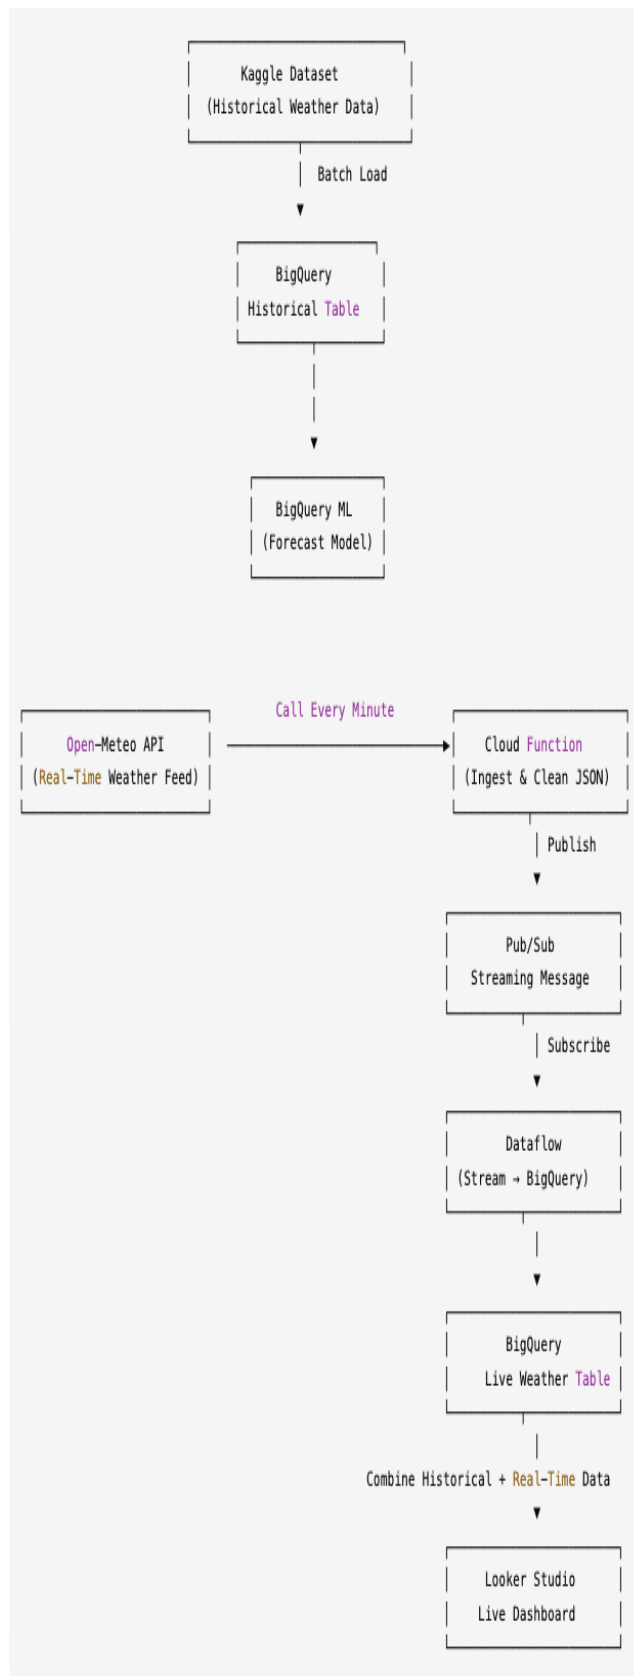 Kaggle Dataset
(Historical Weather Data)
Batch Load
BigQuery
Historical Table
BigQuery ML
(Forecast Model)
Call Every Minute
Open-Meteo API
(Real-Time Weather Feed)
Cloud Function
(Ingest & Clean JSON)
Publish
Pub/Sub
Streaming Message
Subscribe
Dataflow
(Stream → BigQuery)
BigQuery
Live Weather Table
Combine Historical + Real-Time Data
Looker Studio
Live Dashboard